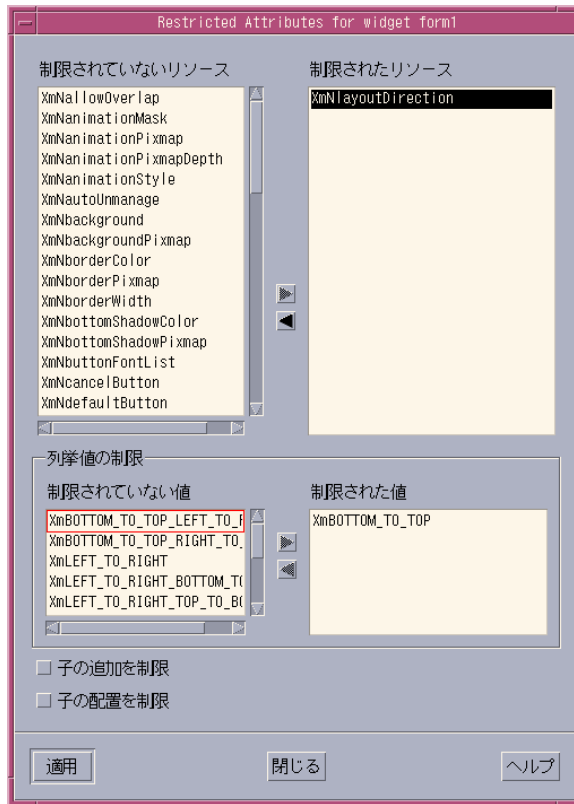 Restricted Attributes for widget form1
制限されていないリソース
XmNallowOverlap
XmNanimationMask
XmNanimationPixmap
XmNanimationPixmapDepth
XmNanimationStyle
XmNautoUnmanage
XmNbackground
XmNbackgroundPixmap
XmNborderColor
XmNborderPixmap
XmNborderWidth
XmNbottomShadowColor
XmNbottomShadowPixmap
XmNbuttonFontList
XmNcancelButton
XmNdefaultButton
制限されたリソース
XmNlayoutDirection
列挙値の制限
制限されていない値
XmBOTTOM_TO_TOP_LEFT_TO_
XmBOTTOM_TO_TOP_RIGHT_TO_
XmLEFT_TO_RIGHT
XmLEFT_TO_RIGHT_BOTTOM_T
XmLEFT_TO_RIGHT_TOP_TO_B
制限された値
XmBOTTOM_TO_TOP
子の追加を制限
子の配置を制限
適用
閉じる
ヘルプ